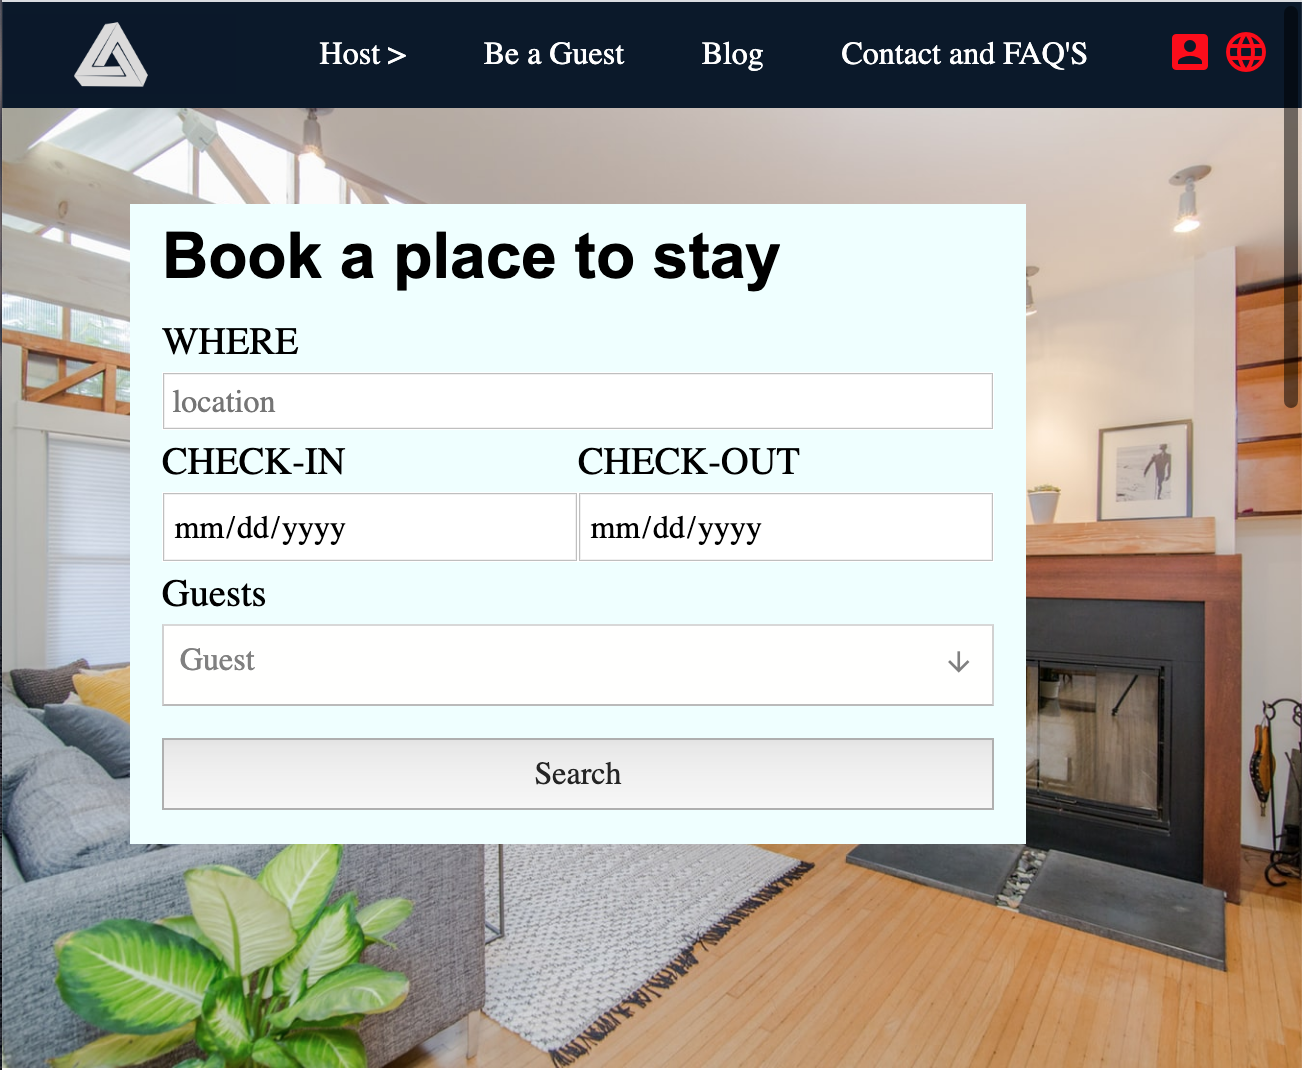 Host > Be a Guest Blog Contact and FAQ'S
Book a place to stay
WHERE
location
CHECK-IN CHECK-OUT
mm/dd/yyyy mm/dd/yyyy
Guests
Guest
Search